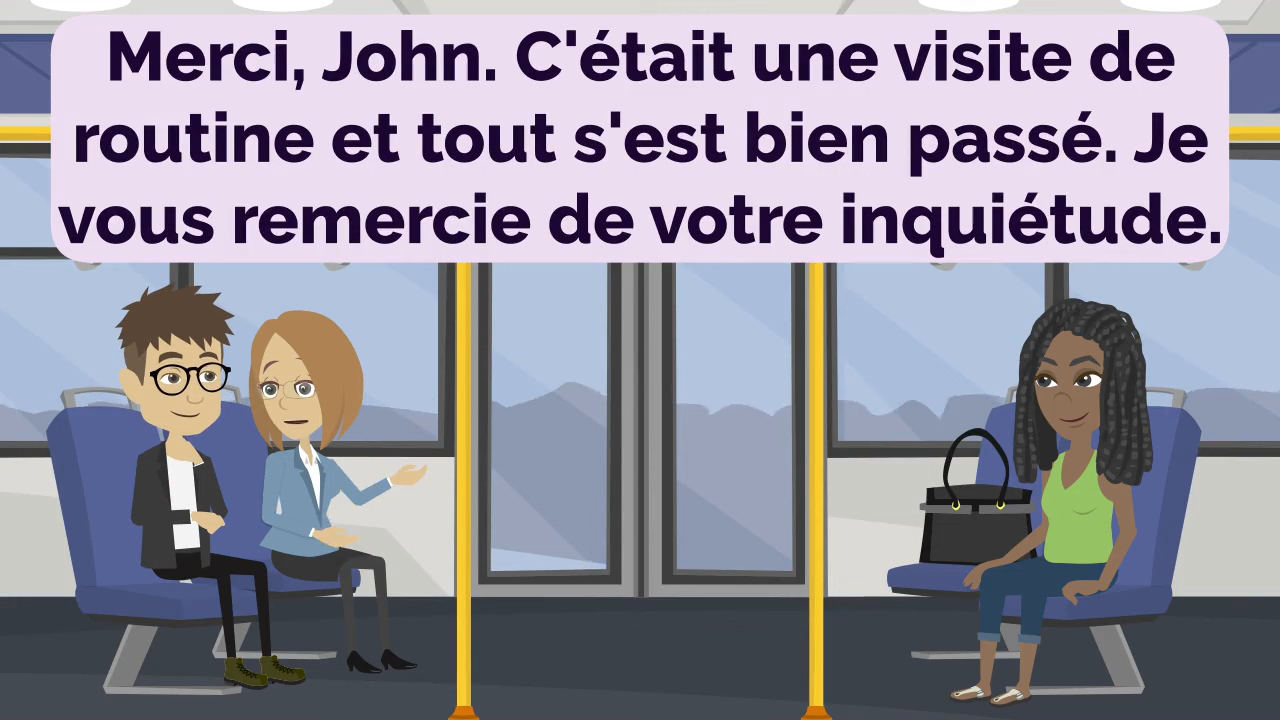 Merci, John. C'était une visite de
routine et tout s'est bien passé. Je
vous remercie de votre inquiétude.